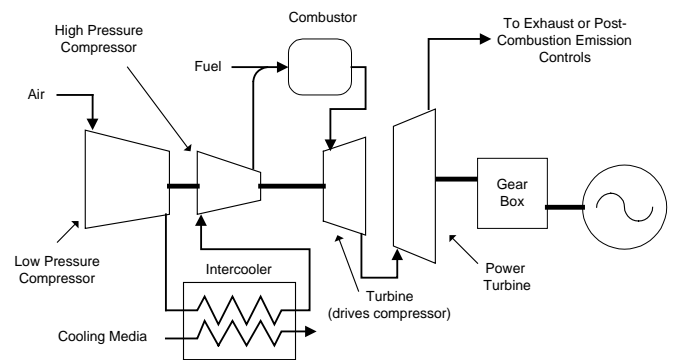 High Pressure
Compressor
Combustor
To Exhaust or Post-
Combustion Emission
Controls
Fuel
Air
Gear
Box
Low Pressure
Compressor
Intercooler
Turbine
(drives compressor)
Power
Turbine
Cooling Media